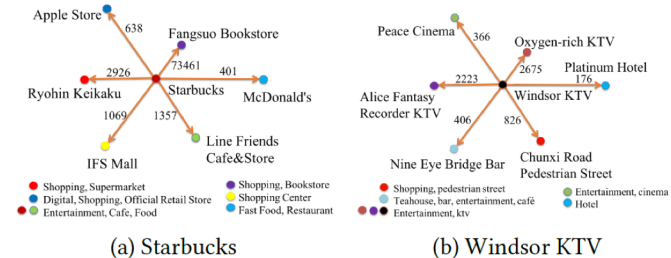 Apple Store
638
Fangsuo Bookstore
73461
2926
401
Ryohin Keikaku
Starbucks
McDonald's
1069
1357
IFS Mall
Line Friends
Cafe&Store
Shopping, Supermarket
Digital, Shopping, Official Retail Store
Entertainment, Cafe, Food
Shopping, Bookstore
Shopping Center
Fast Food, Restaurant
(a) Starbucks
Peace Cinema
366
Oxygen-rich KTV
2675
Platinum Hotel
2223
176
Alice Fantasy
Recorder KTV
Windsor KTV
406
826
Nine Eye Bridge Bar
Chunxi Road
Pedestrian Street
Shopping, pedestrian street
Teahouse, bar, entertainment, café
Entertainment, ktv
Entertainment, cinema
Hotel
(b) Windsor KTV